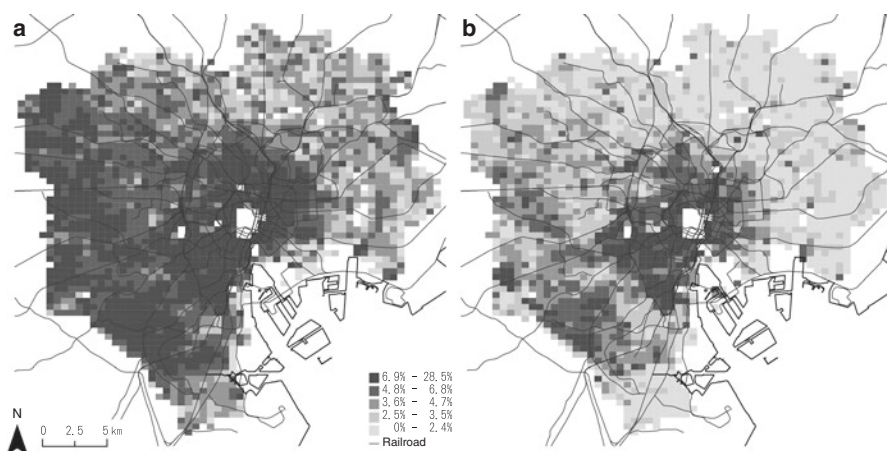 a
b
6.9% - 28.5%
4.8% - 6.8%
3.6% - 4.7%
2.5% - 3.5%
0% - 2.4%
Railroad
N
0 2.5 5 km